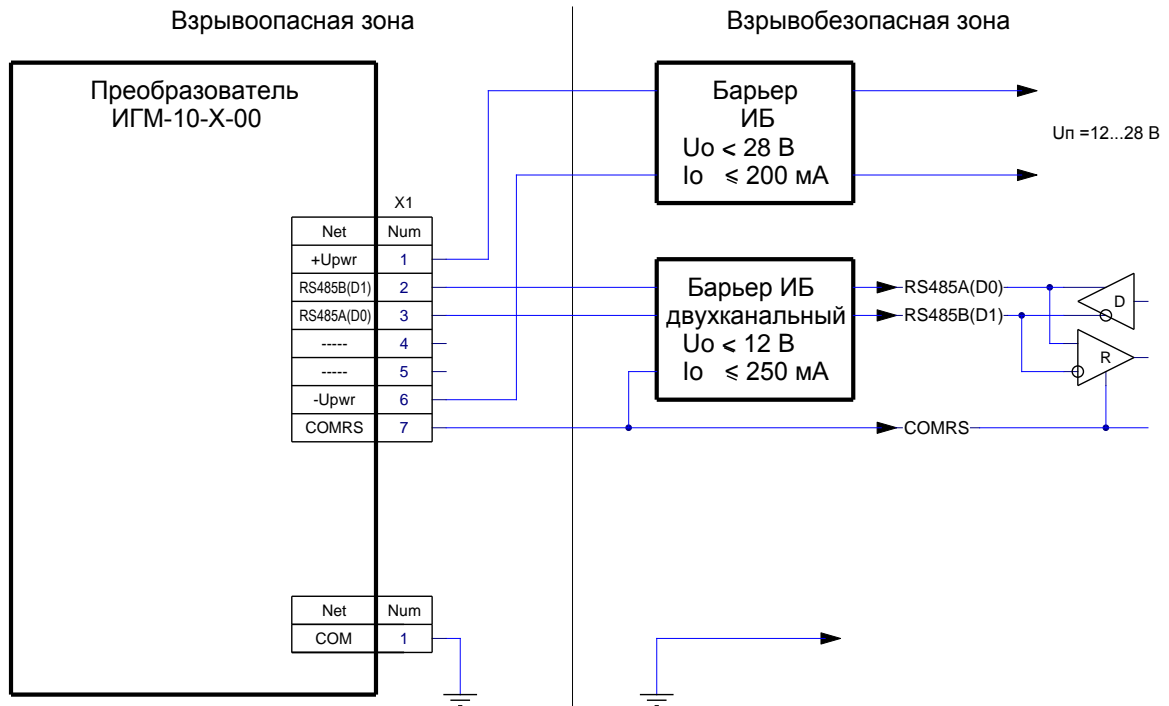 Взрывоопасная зона
Взрывобезопасная зона
Преобразователь
ИГМ-10-Х-00
Барьер
ИБ
Uo < 28 В
Io ⩽ 200 мА
Uп =12...28 В
X1
Net Num
+Upwr 1
RS485B(D1) 2
RS485A(D0) 3
----- 4
----- 5
-Upwr 6
COMRS 7
Барьер ИБ
двухканальный
Uo < 12 В
Io ⩽ 250 мА
RS485A(D0)
RS485B(D1)
D
R
COMRS
Net Num
COM 1